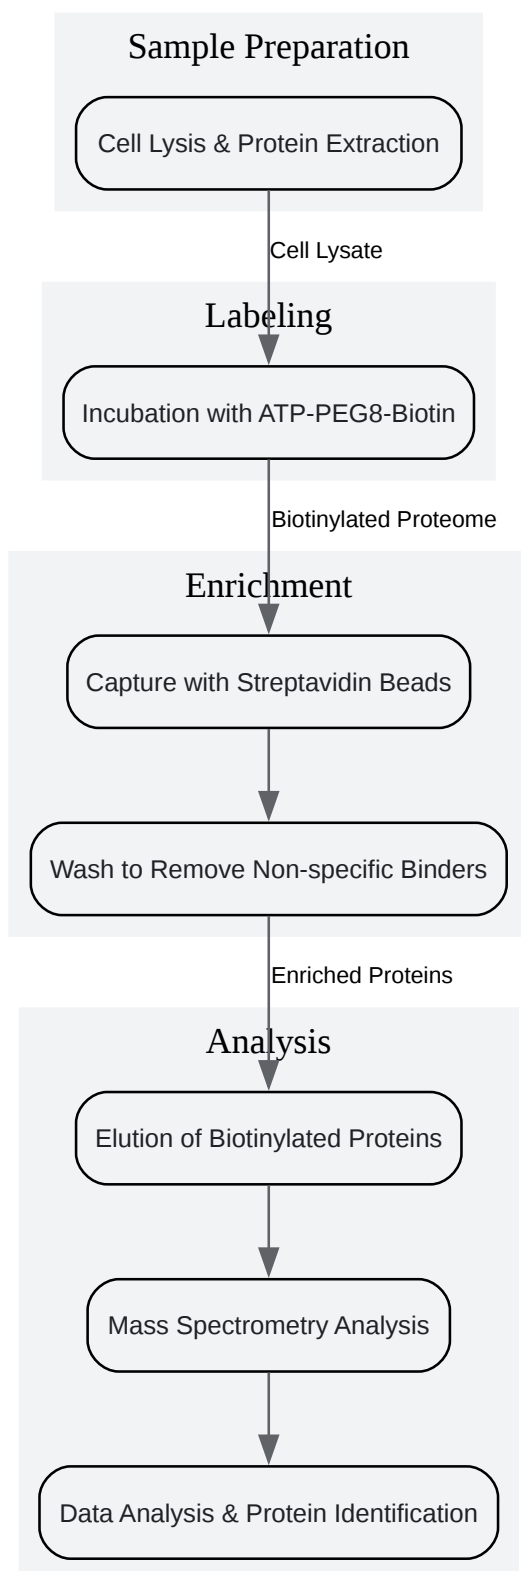 Sample Preparation
Cell Lysis & Protein Extraction
Cell Lysate
Labeling
Incubation with ATP-PEG8-Biotin
Biotinylated Proteome
Enrichment
Capture with Streptavidin Beads
Wash to Remove Non-specific Binders
Enriched Proteins
Analysis
Elution of Biotinylated Proteins
Mass Spectrometry Analysis
Data Analysis & Protein Identification